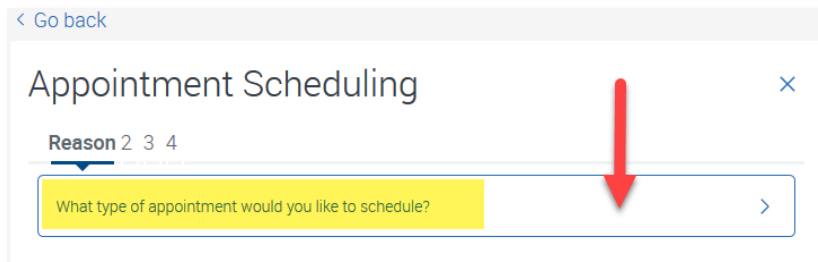 Go back
Appointment Scheduling
Reason 2 3 4
What type of appointment would you like to schedule?